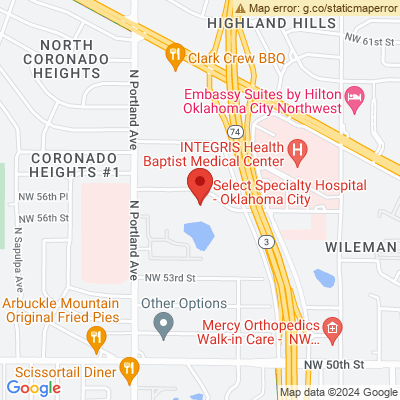 Map error: g.co/staticmaperror
HIGHLAND HILLS
NW 61st St
NORTH
CORONADO
HEIGHTS
Clark Crew BBQ
N Portland Ave
Embassy Suites by Hilton
Oklahoma City Northwest
74
INTEGRIS Health
Baptist Medical Center
CORONADO
HEIGHTS #1
Select Specialty Hospital
- Oklahoma City
NW 56th Pl
NW 56th St
N Sapulpa Ave
N Portland Ave
3
WILEMAN
NW 53rd St
Arbuckle Mountain
Original Fried Pies
Other Options
Mercy Orthopedics
Walk-in Care - NW...
NW 50th St
Scissortail Diner
Google
Map data ©2024 Google